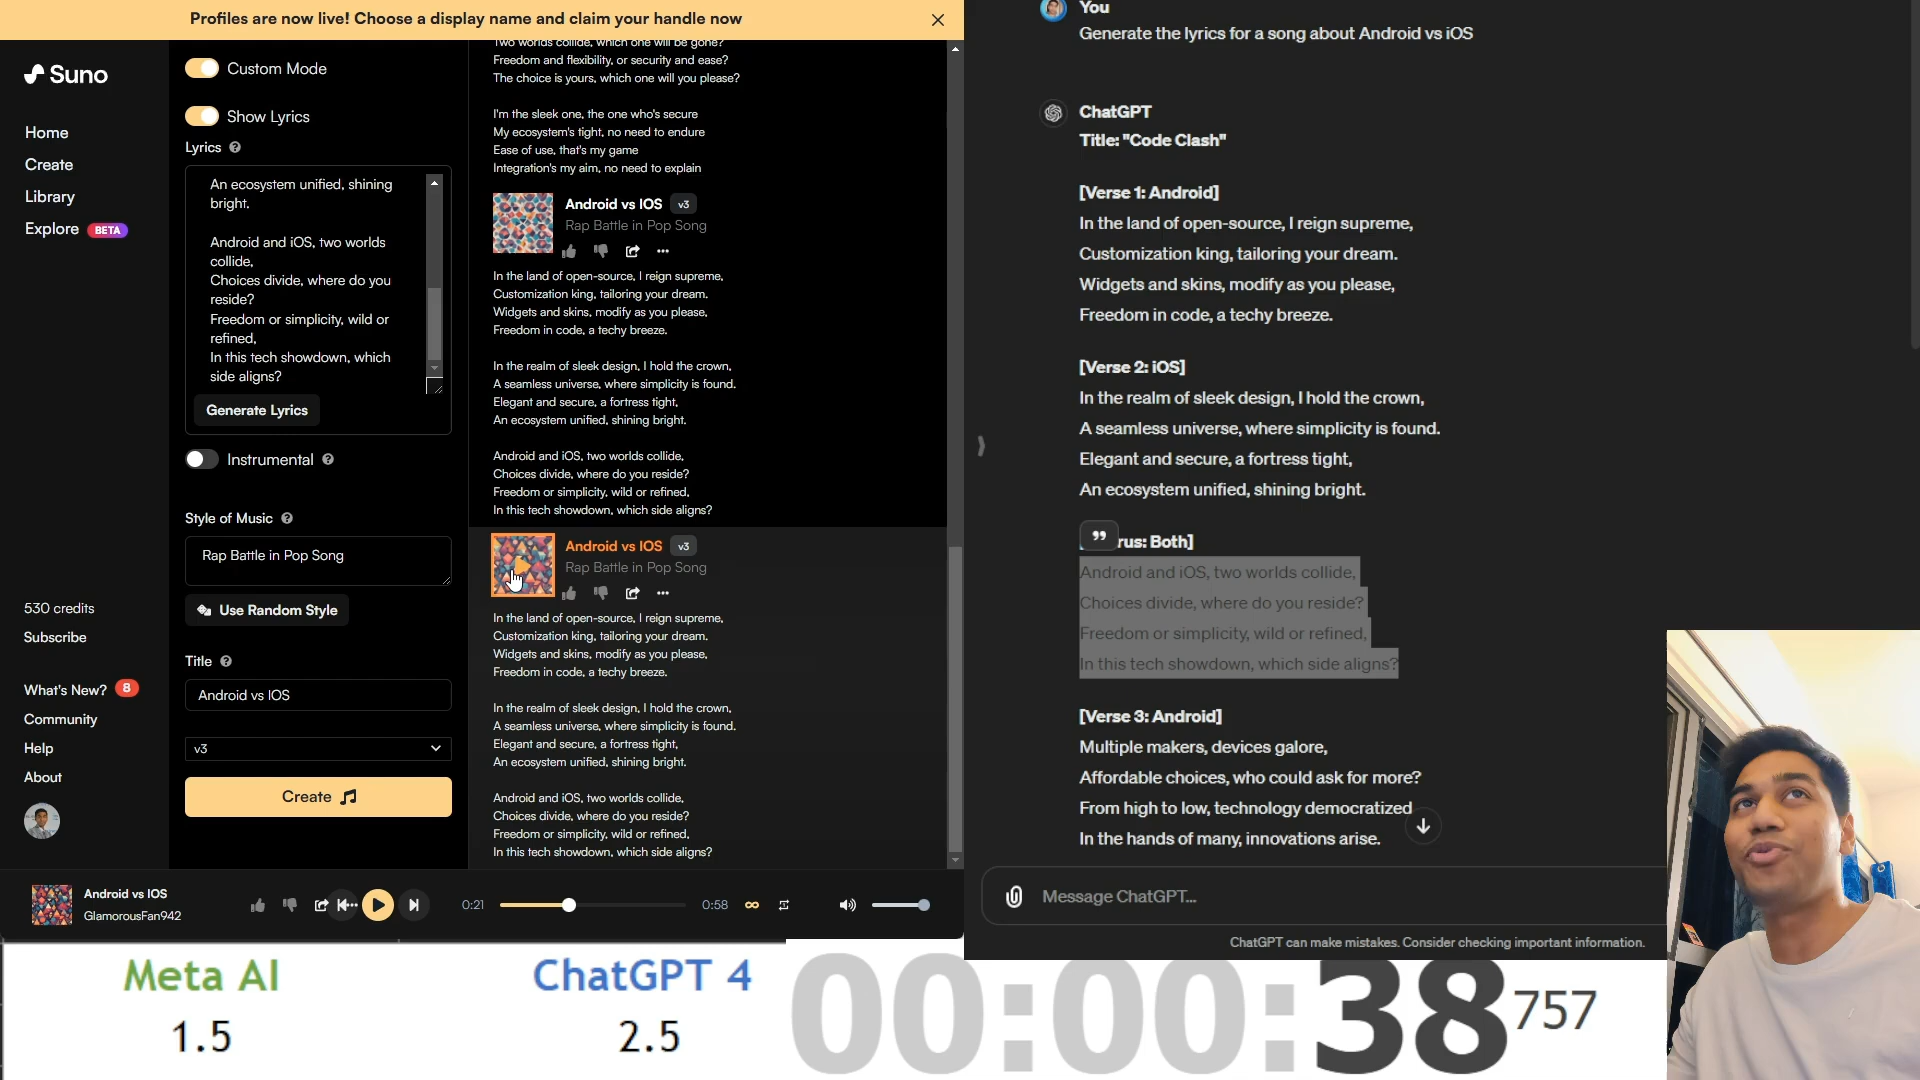 Profiles are now live! Choose a display name and claim your handle now
Suno
Home
Create
Library
Explore BETA
530 credits
Subscribe
What's New? 8
Community
Help
About
Custom Mode
Show Lyrics
Lyrics
An ecosystem unified, shining
bright.
Android and iOS, two worlds
collide,
Choices divide, where do you
reside?
Freedom or simplicity, wild or
refined,
In this tech showdown, which
side aligns?
Generate Lyrics
Instrumental
Style of Music
Rap Battle in Pop Song
Use Random Style
Title
Android vs IOS
v3
Create
Two worlds collide, which one will be gone?
Freedom and flexibility, or security and ease?
The choice is yours, which one will you please?
I'm the sleek one, the one who's secure
My ecosystem's tight, no need to endure
Ease of use, that's my game
Integration's my aim, no need to explain
Android vs IOS v3
Rap Battle in Pop Song
In the land of open-source, I reign supreme,
Customization king, tailoring your dream.
Widgets and skins, modify as you please,
Freedom in code, a techy breeze.
In the realm of sleek design, I hold the crown,
A seamless universe, where simplicity is found.
Elegant and secure, a fortress tight,
An ecosystem unified, shining bright.
Android and iOS, two worlds collide,
Choices divide, where do you reside?
Freedom or simplicity, wild or refined,
In this tech showdown, which side aligns?
Android vs IOS v3
Rap Battle in Pop Song
In the land of open-source, I reign supreme,
Customization king, tailoring your dream.
Widgets and skins, modify as you please,
Freedom in code, a techy breeze.
In the realm of sleek design, I hold the crown,
A seamless universe, where simplicity is found.
Elegant and secure, a fortress tight,
An ecosystem unified, shining bright.
Android and iOS, two worlds collide,
Choices divide, where do you reside?
Freedom or simplicity, wild or refined,
In this tech showdown, which side aligns?
Android vs IOS
GlamorousFan942
0:21
0:58
You
Generate the lyrics for a song about Android vs iOS
ChatGPT
Title: "Code Clash"
[Verse 1: Android]
In the land of open-source, I reign supreme,
Customization king, tailoring your dream.
Widgets and skins, modify as you please,
Freedom in code, a techy breeze.
[Verse 2: iOS]
In the realm of sleek design, I hold the crown,
A seamless universe, where simplicity is found.
Elegant and secure, a fortress tight,
An ecosystem unified, shining bright.
rus: Both]
Android and iOS, two worlds collide,
Choices divide, where do you reside?
Freedom or simplicity, wild or refined,
In this tech showdown, which side aligns?
[Verse 3: Android]
Multiple makers, devices galore,
Affordable choices, who could ask for more?
From high to low, technology democratized
In the hands of many, innovations arise.
Message ChatGPT...
ChatGPT can make mistakes. Consider checking important information.
Meta AI
1.5
ChatGPT 4
2.5
00:00:38 757